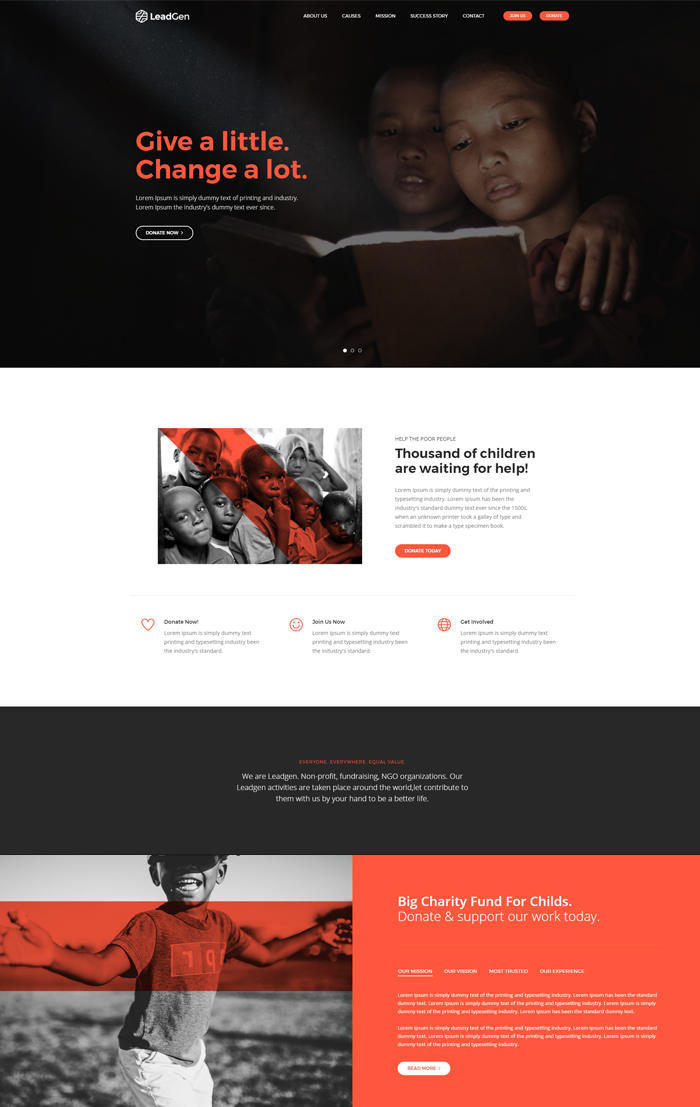 LeadGen
ABOUT US CAUSES MISSION SUCCESS STORY CONTACT JOIN US DONATE
Give a little.
Change a lot.
Lorem Ipsum is simply dummy text of printing and industry.
Lorem Ipsum the industry's dummy text ever since.
DONATE NOW >
HELP THE POOR PEOPLE
Thousand of children
are waiting for help!
Lorem Ipsum is simply dummy text of the printing and
typesetting industry. Lorem Ipsum has been the
industry's standard dummy text ever since the 1500s,
when an unknown printer took a galley of type and
scrambled it to make a type specimen book.
DONATE TODAY
Donate Now!
Lorem Ipsum is simply dummy text
printing and typesetting industry has been
the industry's standard.
Join Us Now
Lorem Ipsum is simply dummy text
printing and typesetting industry has been
the industry's standard.
Get Involved
Lorem Ipsum is simply dummy text
printing and typesetting industry has been
the industry's standard.
EVERYONE. EVERYWHERE. EQUAL VALUE.
We are Leadgen. Non-profit, fundraising, NGO organizations. Our
Leadgen activities are taken place around the world,let contribute to
them with us by your hand to be a better life.
Big Charity Fund For Childs.
Donate & support our work today.
OUR MISSION OUR VISSION MOST TRUSTED OUR EXPERIENCE
Lorem Ipsum is simply dummy text of the printing and typesetting industry. Lorem Ipsum has been the standard
dummy text. Lorem Ipsum is simply dummy text of the printing and typesetting industry. Lorem Ipsum is simply
dummy text of the printing and typesetting industry. Lorem Ipsum has been the standard dummy text.
Lorem Ipsum is simply dummy text of the printing and typesetting industry. Lorem Ipsum has been the standard
dummy text. Lorem Ipsum is simply dummy text of the printing and typesetting industry. Lorem Ipsum is simply
dummy text of the printing and typesetting industry.
READ MORE >